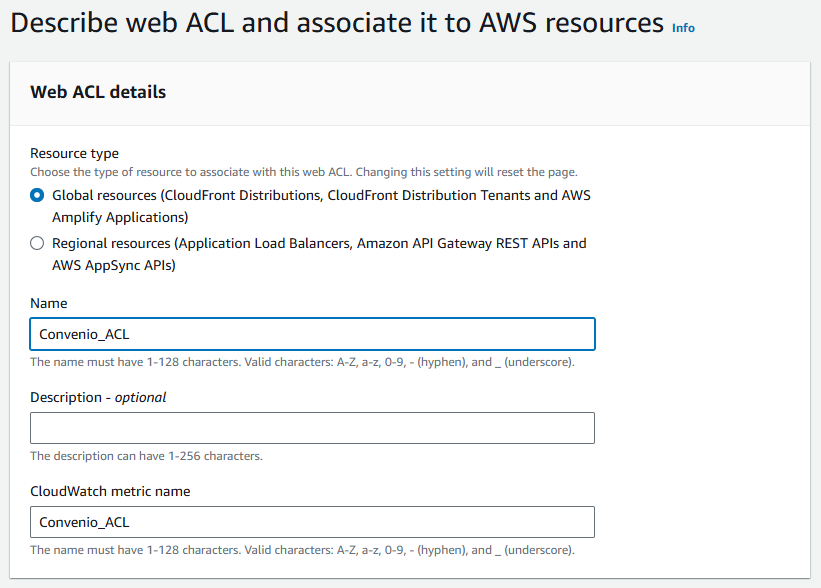 Describe web ACL and associate it to AWS resources Info
Web ACL details
Resource type
Choose the type of resource to associate with this web ACL. Changing this setting will reset the page.
Global resources (CloudFront Distributions, CloudFront Distribution Tenants and AWS
Amplify Applications)
Regional resources (Application Load Balancers, Amazon API Gateway REST APIs and
AWS AppSync APIs)
Name
Convenio_ACL
The name must have 1-128 characters. Valid characters: A-Z, a-z, 0-9, - (hyphen), and _ (underscore).
Description - optional
The description can have 1-256 characters.
CloudWatch metric name
Convenio_ACL
The name must have 1-128 characters. Valid characters: A-Z, a-z, 0-9, - (hyphen), and _ (underscore).